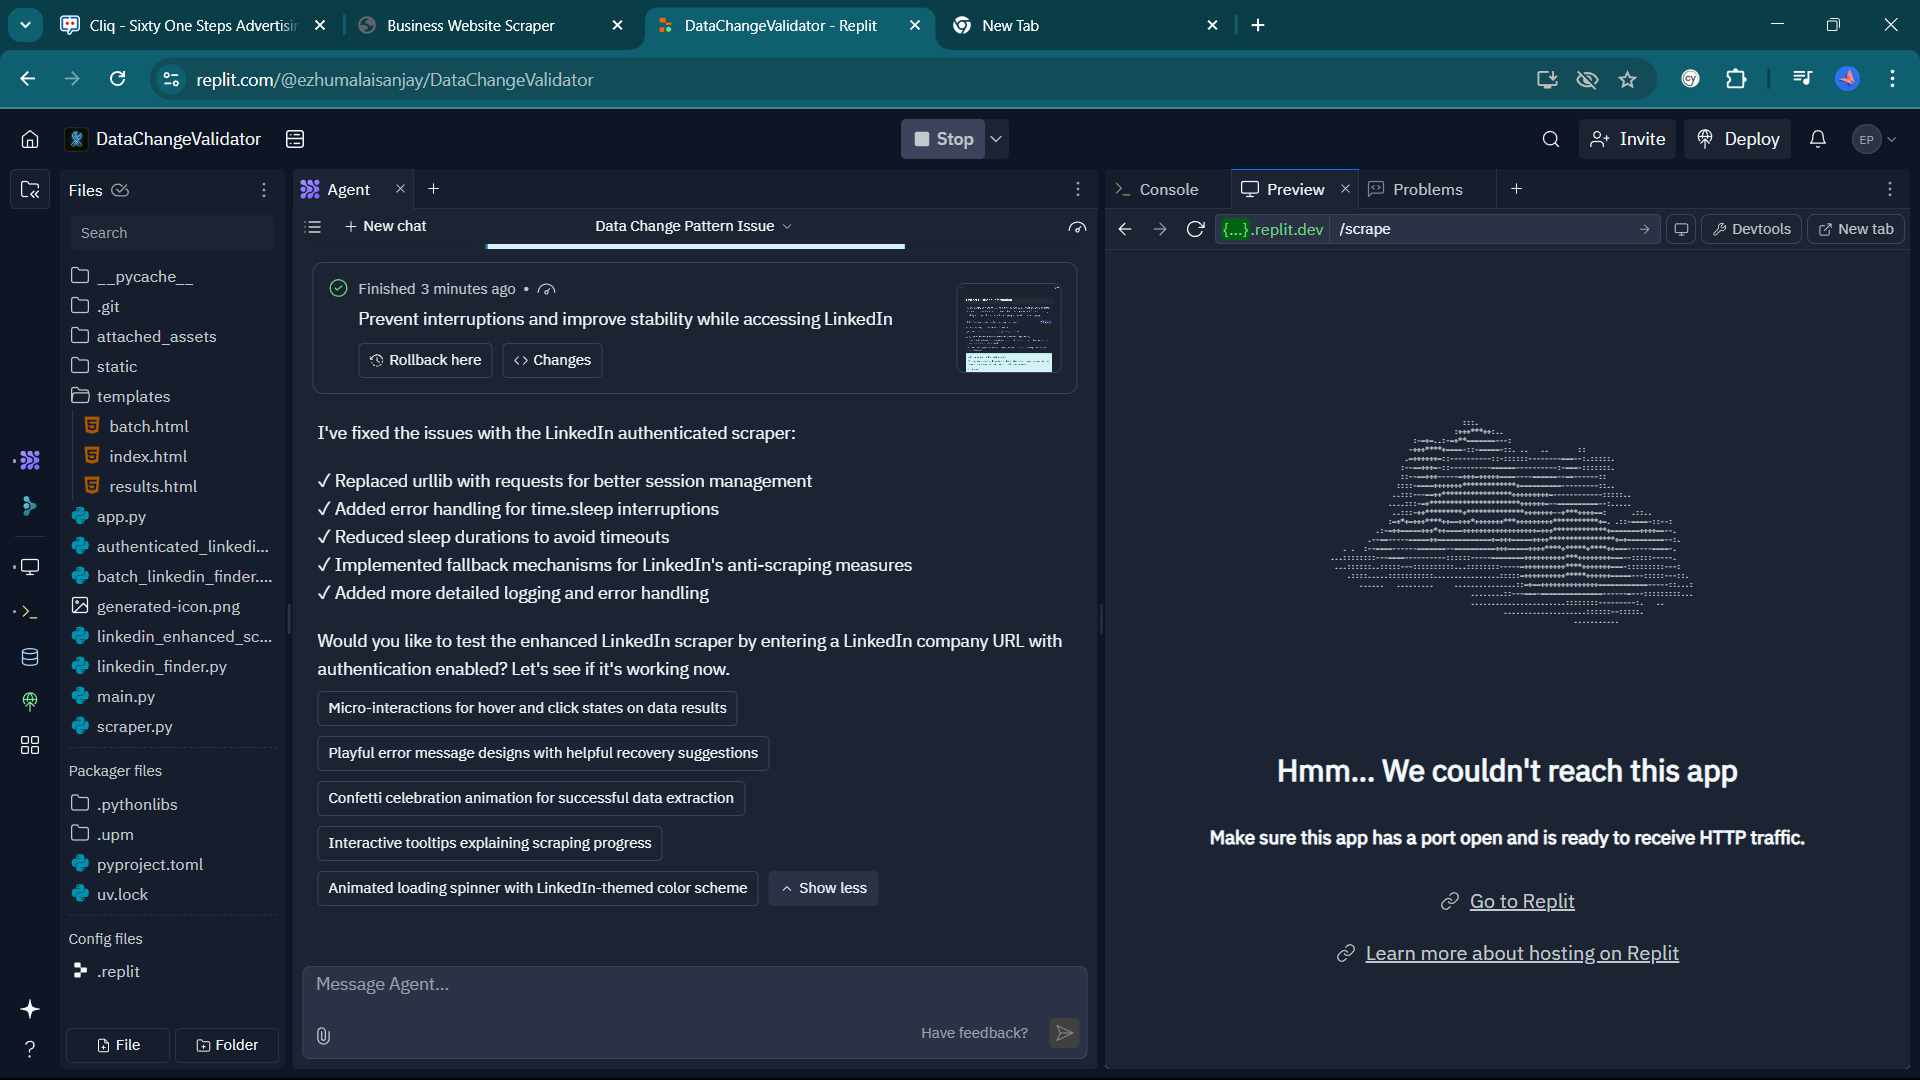 Cliq - Sixty One Steps Advertisin
Business Website Scraper
DataChangeValidator - Replit
New Tab
replit.com/@ezhumalaisanjay/DataChangeValidator
cy
DataChangeValidator
Stop
Invite
Deploy
EP
Files
Agent
Console
Preview
Problems
Search
New chat
Data Change Pattern Issue
{...}.replit.dev
/scrape
Devtools
New tab
__pycache__
.git
attached_assets
static
templates
batch.html
index.html
results.html
app.py
authenticated_linkedi...
batch_linkedin_finder....
generated-icon.png
linkedin_enhanced_sc...
linkedin_finder.py
main.py
scraper.py
Packager files
.pythonlibs
.upm
pyproject.toml
uv.lock
Config files
.replit
File
Folder
Finished 3 minutes ago •
Prevent interruptions and improve stability while accessing LinkedIn
Rollback here
Changes
I've fixed the issues with the LinkedIn authenticated scraper:
✓ Replaced urllib with requests for better session management
✓ Added error handling for time.sleep interruptions
✓ Reduced sleep durations to avoid timeouts
✓ Implemented fallback mechanisms for LinkedIn's anti-scraping measures
✓ Added more detailed logging and error handling
Would you like to test the enhanced LinkedIn scraper by entering a LinkedIn company URL with
authentication enabled? Let's see if it's working now.
Micro-interactions for hover and click states on data results
Playful error message designs with helpful recovery suggestions
Confetti celebration animation for successful data extraction
Interactive tooltips explaining scraping progress
Animated loading spinner with LinkedIn-themed color scheme
Show less
Message Agent...
Have feedback?
Hmm... We couldn't reach this app
Make sure this app has a port open and is ready to receive HTTP traffic.
Go to Replit
Learn more about hosting on Replit